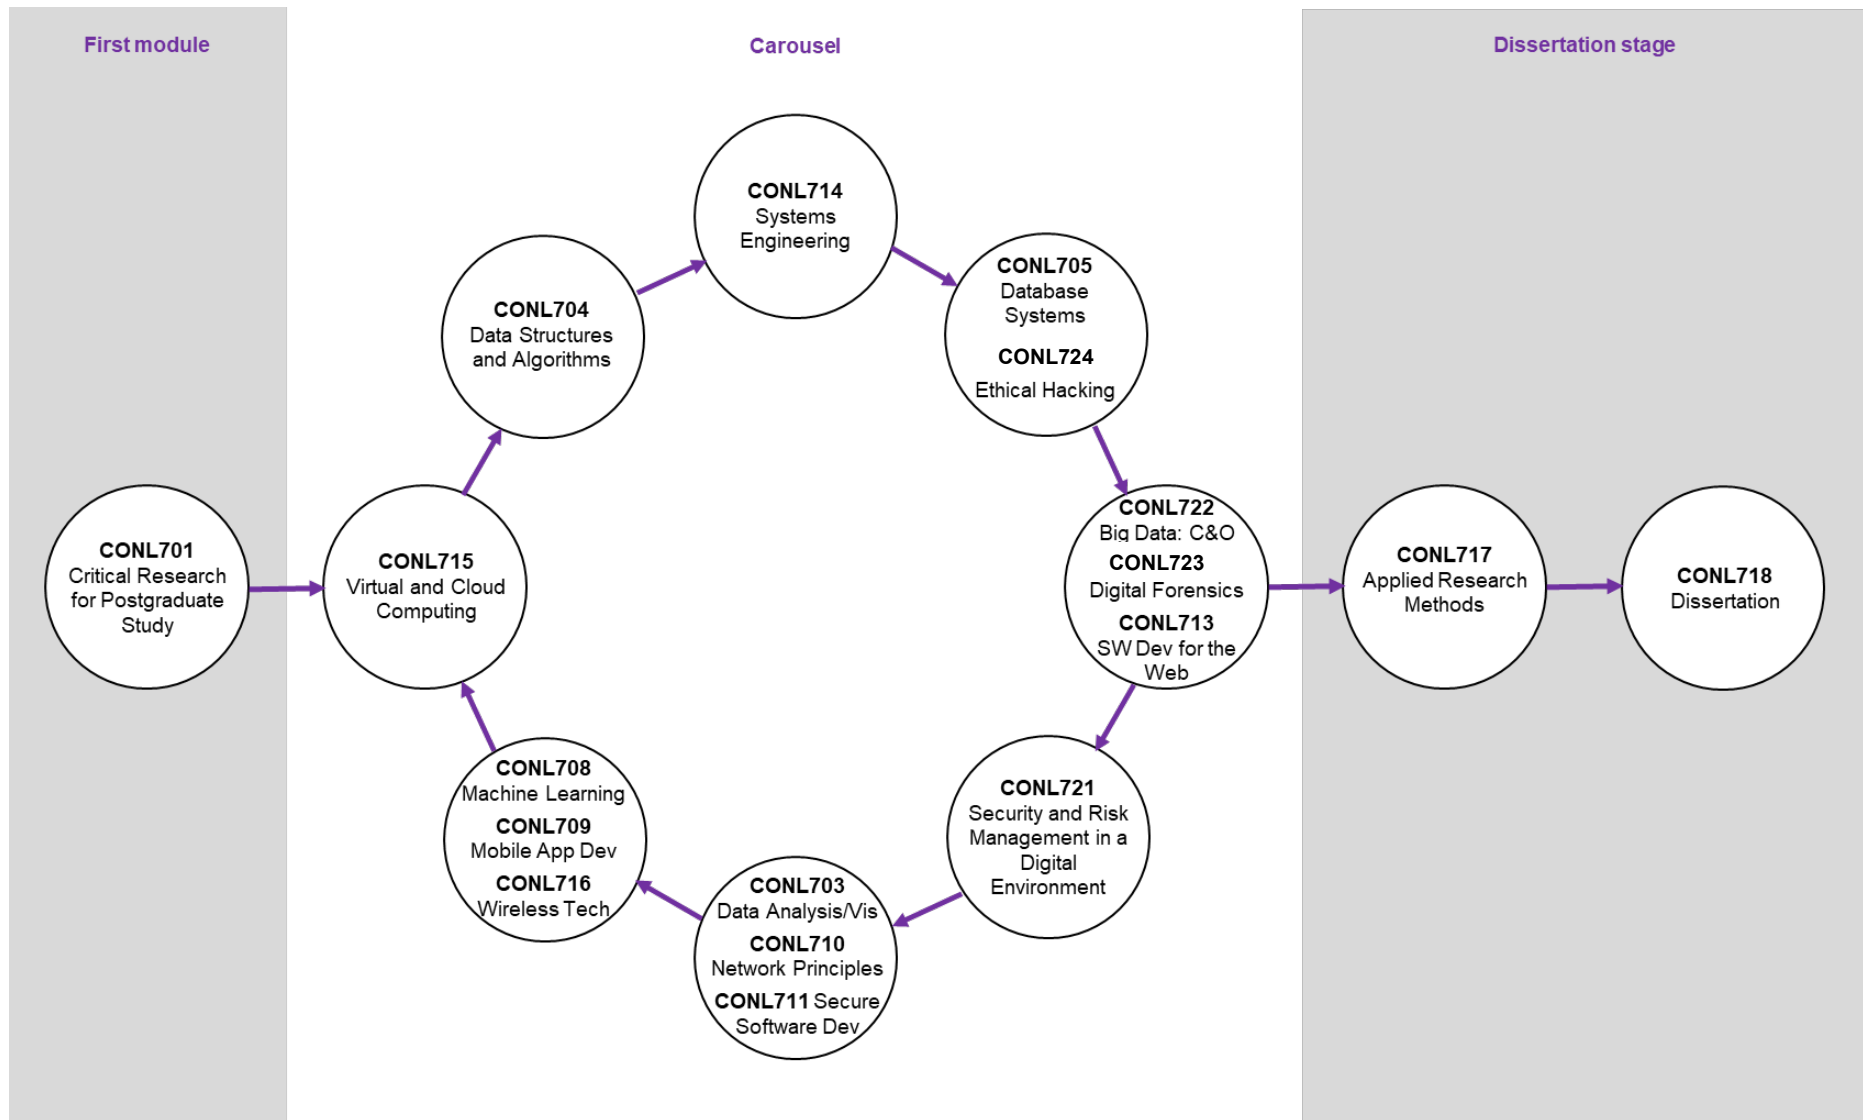 First module
Carousel
Dissertation stage
CONL701
Critical Research
for Postgraduate
Study
CONL715
Virtual and Cloud
Computing
CONL704
Data Structures
and Algorithms
CONL714
Systems
Engineering
CONL705
Database
Systems
CONL724
Ethical Hacking
CONL722
Big Data: C&O
CONL723
Digital Forensics
CONL713
SW Dev for the
Web
CONL721
Security and Risk
Management in a
Digital
Environment
CONL703
Data Analysis/Vis
CONL710
Network Principles
CONL711 Secure
Software Dev
CONL708
Machine Learning
CONL709
Mobile App Dev
CONL716
Wireless Tech
CONL717
Applied Research
Methods
CONL718
Dissertation